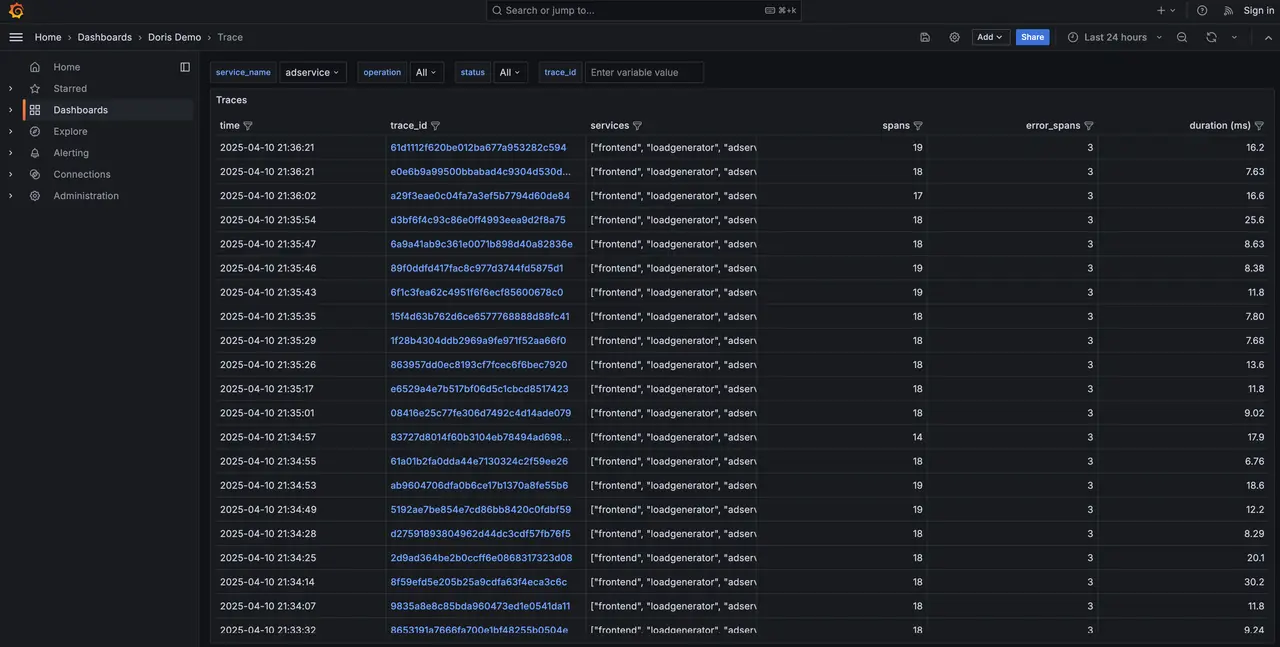 Search or jump to... ⌘+k Sign in
Home › Dashboards › Doris Demo › Trace Add Share Last 24 hours
Home
Starred
Dashboards
Explore
Alerting
Connections
Administration
service_name adservice operation All status All trace_id Enter variable value
Traces
time trace_id services spans error_spans duration (ms)
2025-04-10 21:36:21 61d1112f620be012ba677a953282c594 ["frontend", "loadgenerator", "adserv 19 3 16.2
2025-04-10 21:36:21 e0e6b9a99500bbabad4c9304d530d... ["frontend", "loadgenerator", "adserv 18 3 7.63
2025-04-10 21:36:02 a29f3eae0c04fa7a3ef5b7794d60de84 ["frontend", "loadgenerator", "adserv 17 3 16.6
2025-04-10 21:35:54 d3bf6f4c93c86e0ff4993eea9d2f8a75 ["frontend", "loadgenerator", "adserv 18 3 25.6
2025-04-10 21:35:47 6a9a41ab9c361e0071b898d40a82836e ["frontend", "loadgenerator", "adserv 18 3 8.63
2025-04-10 21:35:46 89f0ddfd417fac8c977d3744fd5875d1 ["frontend", "loadgenerator", "adserv 19 3 8.38
2025-04-10 21:35:43 6f1c3fea62c4951f6f6ecf85600678c0 ["frontend", "loadgenerator", "adserv 19 3 11.8
2025-04-10 21:35:35 15f4d63b762d6ce6577768888d88fc41 ["frontend", "loadgenerator", "adserv 18 3 7.80
2025-04-10 21:35:29 1f28b4304ddb2969a9fe971f52aa66f0 ["frontend", "loadgenerator", "adserv 18 3 7.68
2025-04-10 21:35:26 863957dd0ec8193cf7fcec6f6bec7920 ["frontend", "loadgenerator", "adserv 18 3 13.6
2025-04-10 21:35:17 e6529a4e7b517bf06d5c1cbcd8517423 ["frontend", "loadgenerator", "adserv 18 3 11.8
2025-04-10 21:35:01 08416e25c77fe306d7492c4d14ade079 ["frontend", "loadgenerator", "adserv 18 3 9.02
2025-04-10 21:34:57 83727d8014f60b3104eb78494ad698... ["frontend", "loadgenerator", "adserv 14 3 17.9
2025-04-10 21:34:55 61a01b2fa0dda44e7130324c2f59ee26 ["frontend", "loadgenerator", "adserv 18 3 6.76
2025-04-10 21:34:53 ab9604706dfa0b6ce17b1370a8fe55b6 ["frontend", "loadgenerator", "adserv 19 3 18.6
2025-04-10 21:34:49 5192ae7be854e7cd86bb8420c0fdbf59 ["frontend", "loadgenerator", "adserv 19 3 12.2
2025-04-10 21:34:28 d27591893804962d44dc3cdf57fb76f5 ["frontend", "loadgenerator", "adserv 18 3 8.29
2025-04-10 21:34:25 2d9ad364be2b0ccff6e0868317323d08 ["frontend", "loadgenerator", "adserv 18 3 20.1
2025-04-10 21:34:14 8f59efd5e205b25a9cdfa63f4eca3c6c ["frontend", "loadgenerator", "adserv 18 3 30.2
2025-04-10 21:34:07 9835a8e8c85bda960473ed1e0541da11 ["frontend", "loadgenerator", "adserv 18 3 11.8
2025-04-10 21:33:32 8653191a7666fa700e1bf48255b0504e ["frontend", "loadgenerator", "adserv 18 3 9.24